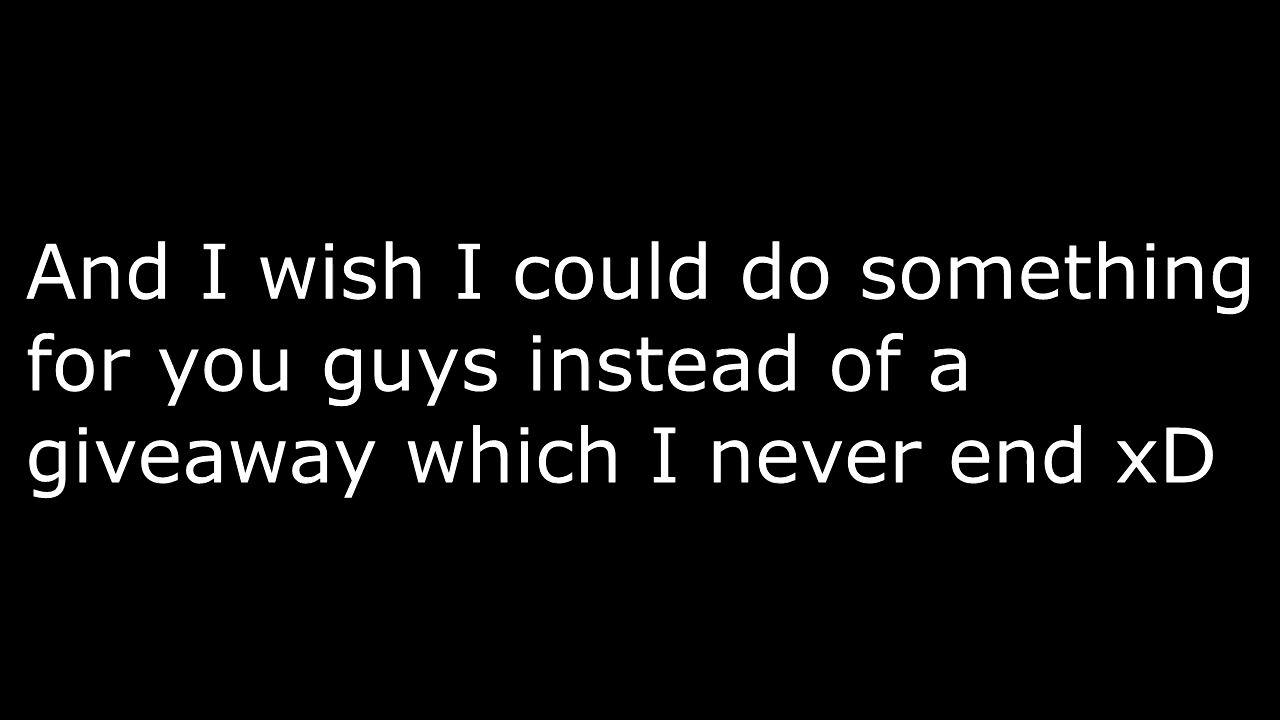 And I wish I could do something
for you guys instead of a
giveaway which I never end xD